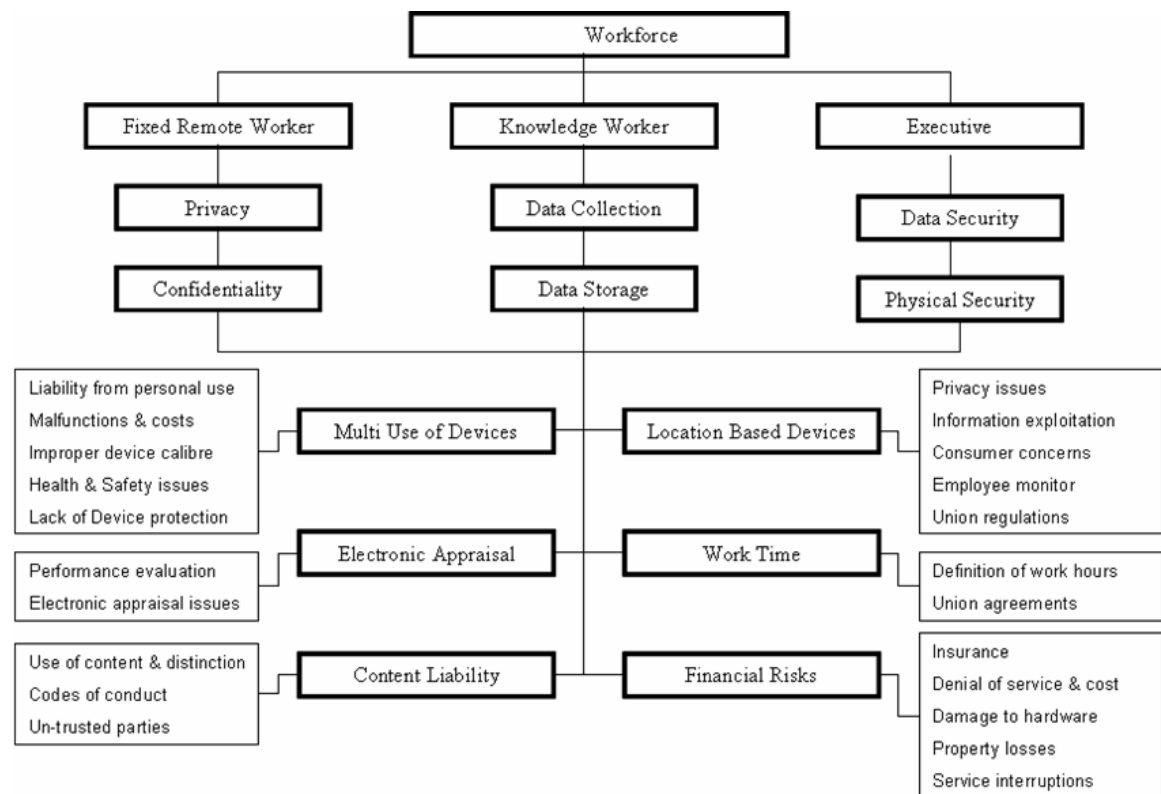 Workforce
Fixed Remote Worker
Knowledge Worker
Executive
Privacy
Data Collection
Data Security
Confidentiality
Data Storage
Physical Security
Liability from personal use
Malfunctions & costs
Improper device calibre
Health & Safety issues
Lack of Device protection
Multi Use of Devices
Location Based Devices
Privacy issues
Information exploitation
Consumer concerns
Employee monitor
Union regulations
Performance evaluation
Electronic appraisal issues
Electronic Appraisal
Work Time
Definition of work hours
Union agreements
Use of content & distinction
Codes of conduct
Un-trusted parties
Content Liability
Financial Risks
Insurance
Denial of service & cost
Damage to hardware
Property losses
Service interruptions